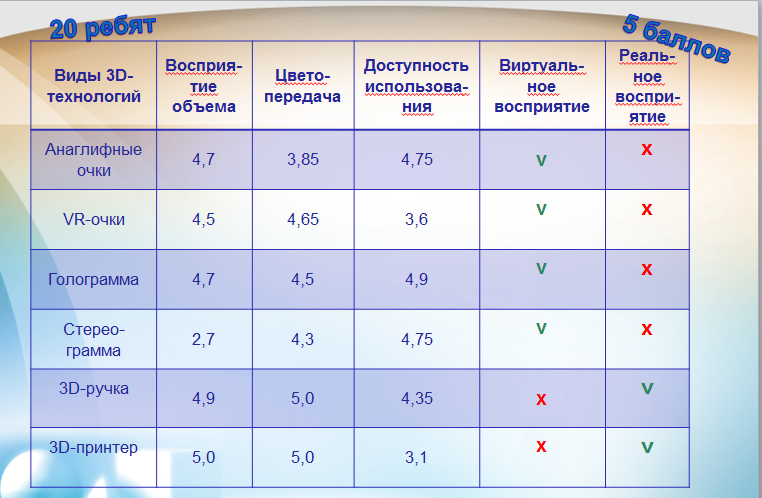 20 ребят
5 баллов
Виды 3D-
технологий
Восприя-
тие
объема
Цвето-
передача
Доступность
использова-
ния
Виртуаль-
ное
восприятие
Реаль-
ное
воспри-
ятие
Анаглифные
очки
4,7
3,85
4,75
v
x
VR-очки
4,5
4,65
3,6
v
x
Голограмма
4,7
4,5
4,9
v
x
Стерео-
грамма
2,7
4,3
4,75
v
x
3D-ручка
4,9
5,0
4,35
x
v
3D-принтер
5,0
5,0
3,1
x
v